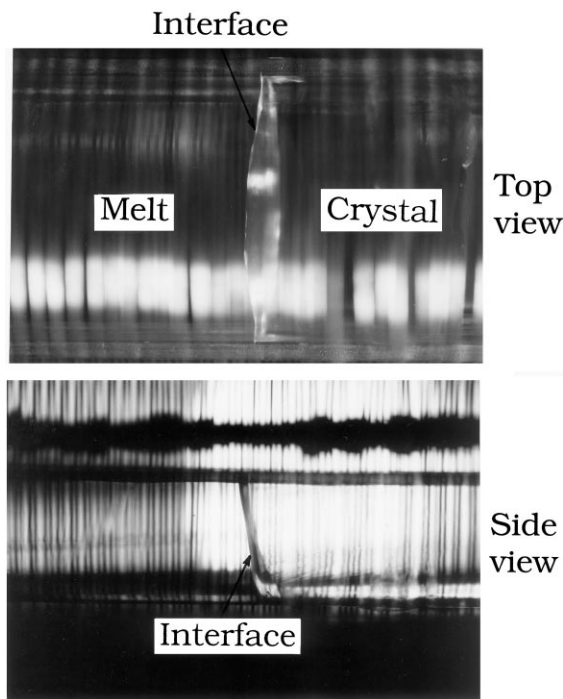 Interface
Melt
Crystal
Top
view
Side
view
Interface